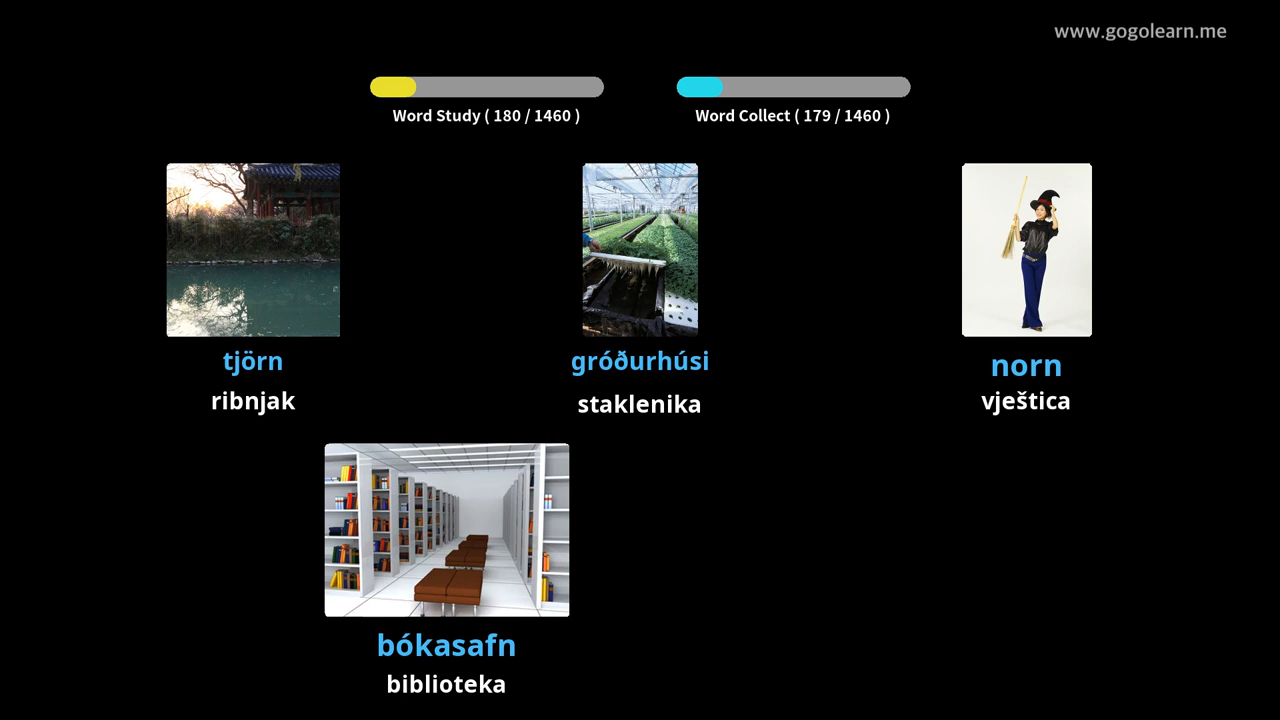 www.gogolearn.me
Word Study ( 180 / 1460 )
Word Collect ( 179 / 1460 )
tjörn
ribnjak
gróðurhúsi
staklenika
norn
vještica
bókasafn
biblioteka